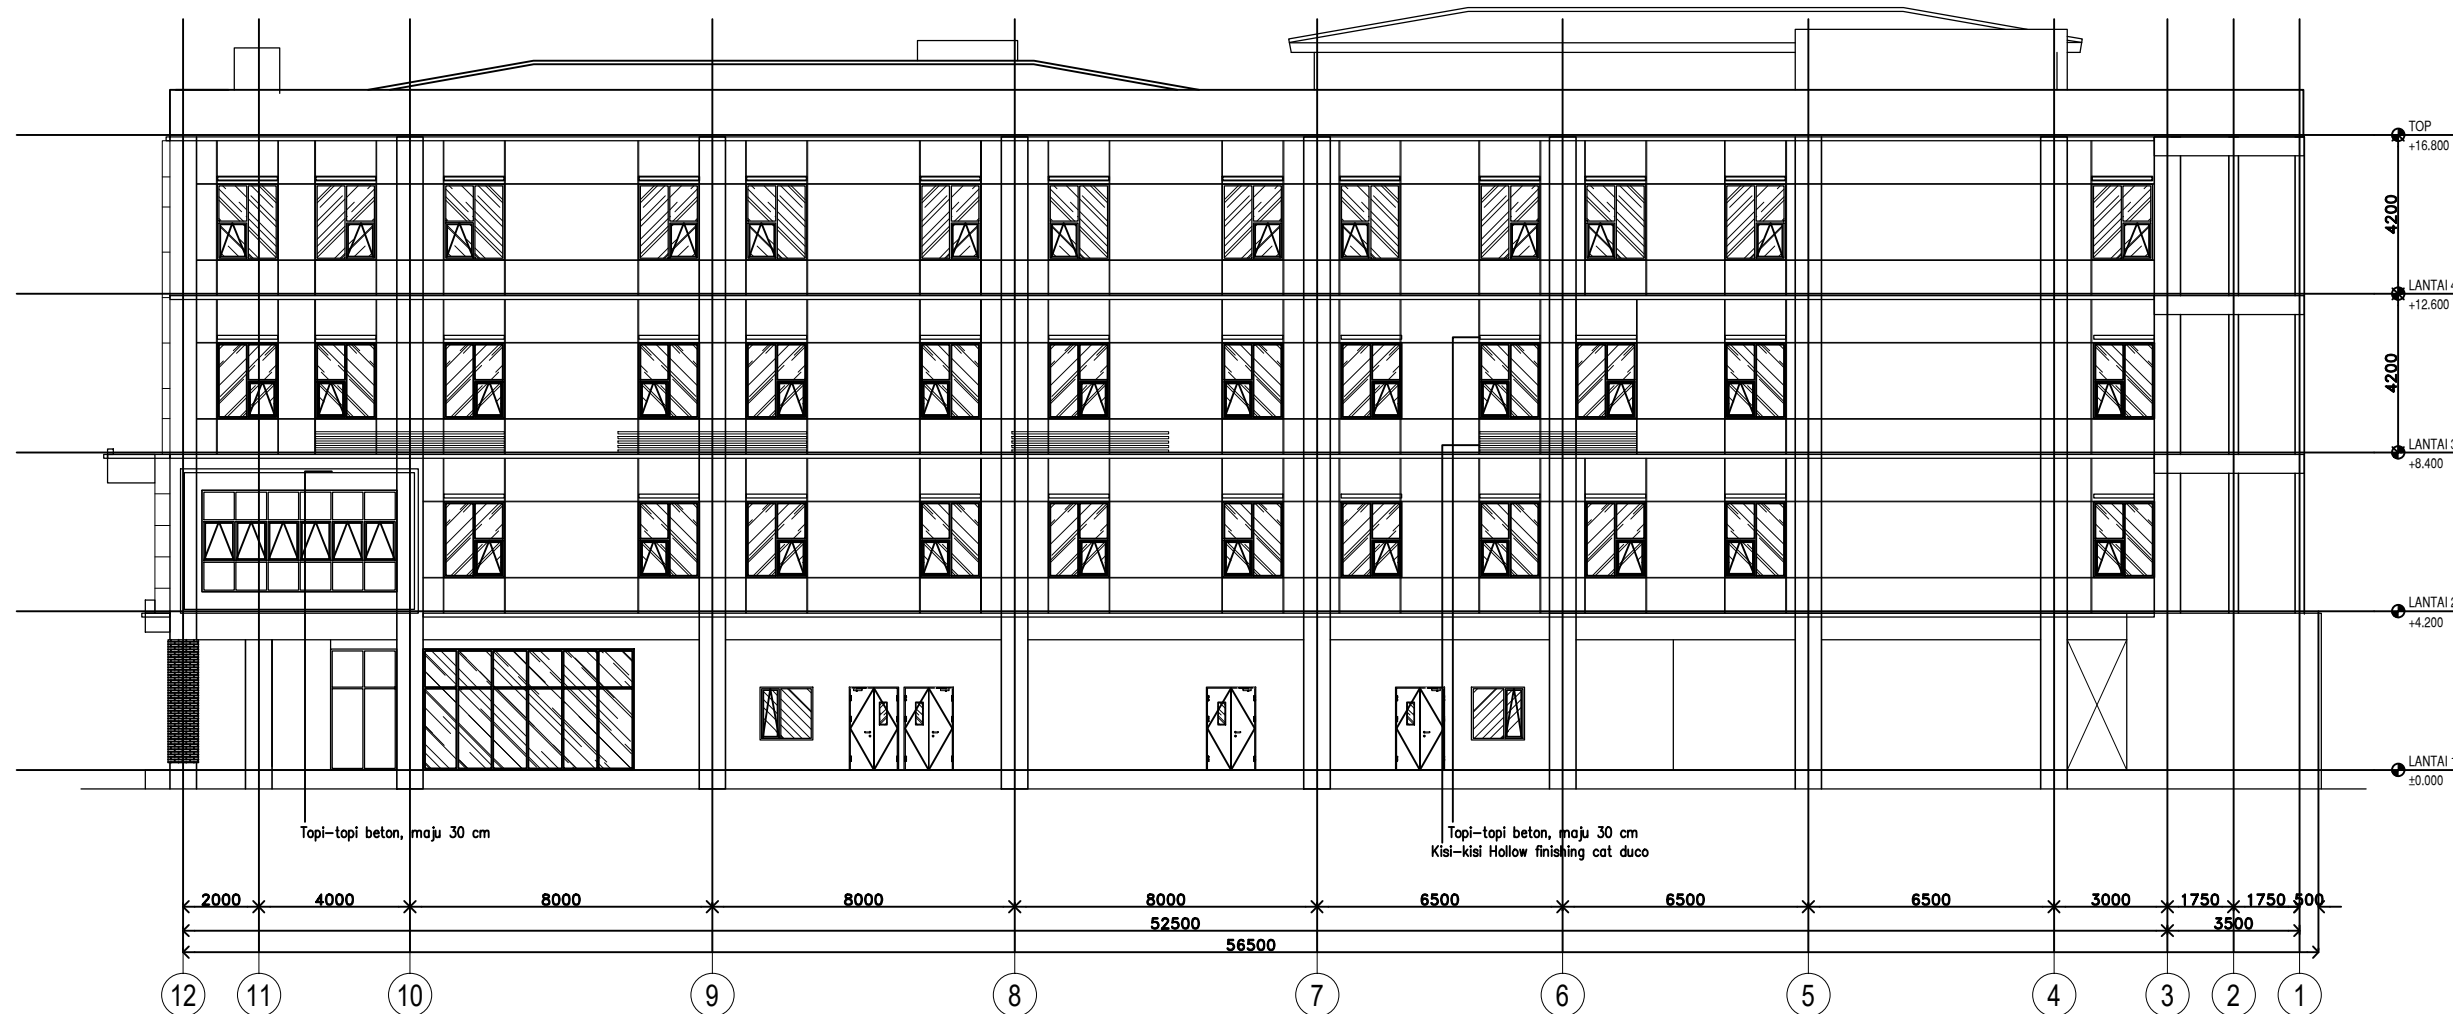 TOP
+16.800
4200
LANTAI 4
+12.600
4200
LANTAI 3
+8.400
LANTAI 2
+4.200
LANTAI 1
±0.000
Topi-topi beton, maju 30 cm
Topi-topi beton, maju 30 cm
Kisi-kisi Hollow finishing cat duco
2000 4000 8000 8000 8000 6500 6500 6500 3000 1750 1750 500
52500 3500
56500
12 11 10 9 8 7 6 5 4 3 2 1